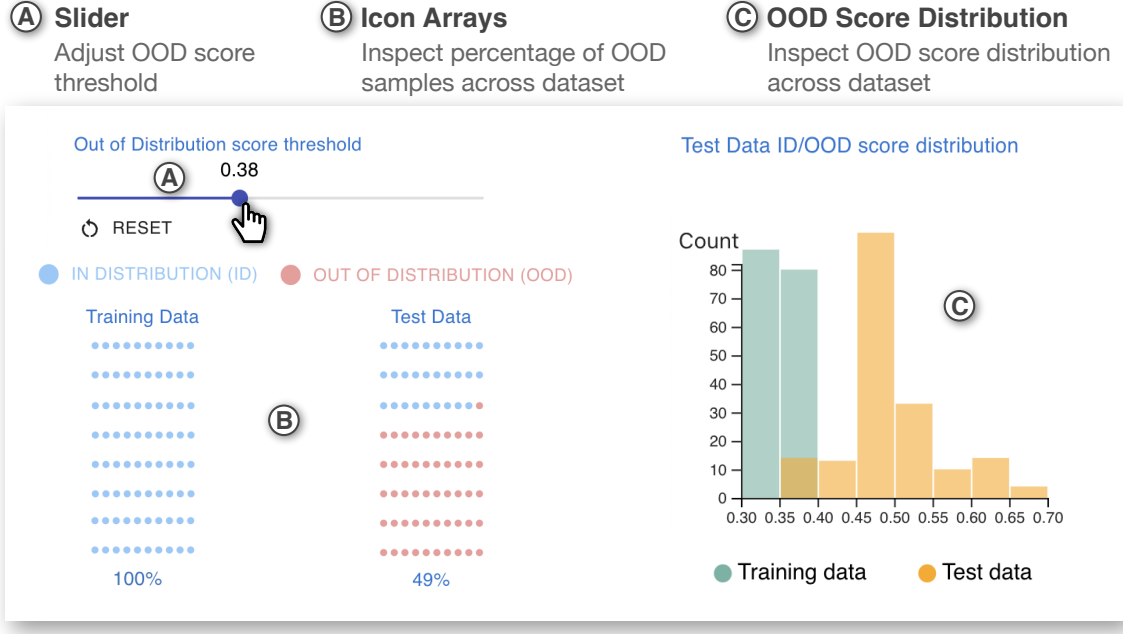 A Slider
Adjust OOD score
threshold
B Icon Arrays
Inspect percentage of OOD
samples across dataset
C OOD Score Distribution
Inspect OOD score distribution
across dataset
Out of Distribution score threshold
0.38
A
RESET
IN DISTRIBUTION (ID)
OUT OF DISTRIBUTION (OOD)
Training Data
Test Data
B
100%
49%
Test Data ID/OOD score distribution
Count
80
70
60
50
40
30
20
10
0
C
0.30 0.35 0.40 0.45 0.50 0.55 0.60 0.65 0.70
Training data
Test data